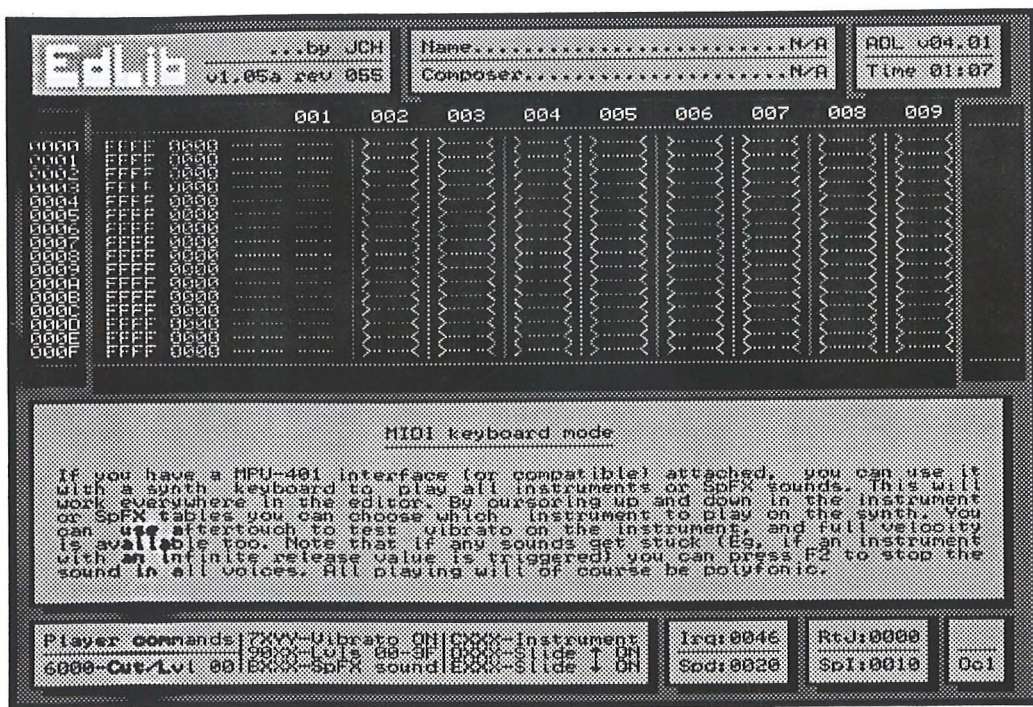 EdLib
...by JCH
v1.05a rev 055
Name............................N/A
Composer........................N/A
ADL v04.01
Time 01:07
001 002 003 004 005 006 007 008 009
0000 FFFF 0000
0001 FFFF 0000
0002 FFFF 0000
0003 FFFF 0000
0004 FFFF 0000
0005 FFFF 0000
0006 FFFF 0000
0007 FFFF 0000
0008 FFFF 0000
0009 FFFF 0000
000A FFFF 0000
000B FFFF 0000
000C FFFF 0000
000D FFFF 0000
000E FFFF 0000
000F FFFF 0000
MIDI keyboard mode
If you have a MPU-401 interface (or compatible) attached, you can use it
with a synth keyboard to play all instruments or SpFX sounds. This will
work everywhere in the editor. By cursoring up and down in the instrument
or SpFX tables you can choose which instrument to play on the synth. You
can use aftertouch to test vibrato on the instrument, and full velocity
is available too. Note that if any sounds get stuck (Eg. if an instrument
with an infinite release value is triggered) you can press F2 to stop the
sound in all voices. All playing will of course be polyfonic.
Player commands
6000-Cut/Lvl 00
7XYY-Vibrato ON
Lvls 00-3F
SpFX sound
CXXX-Instrument
Slide ↑ ON
Slide ON
Irq:0046
Spd:0020
RtJ:0000
SpI:0010
Oc1